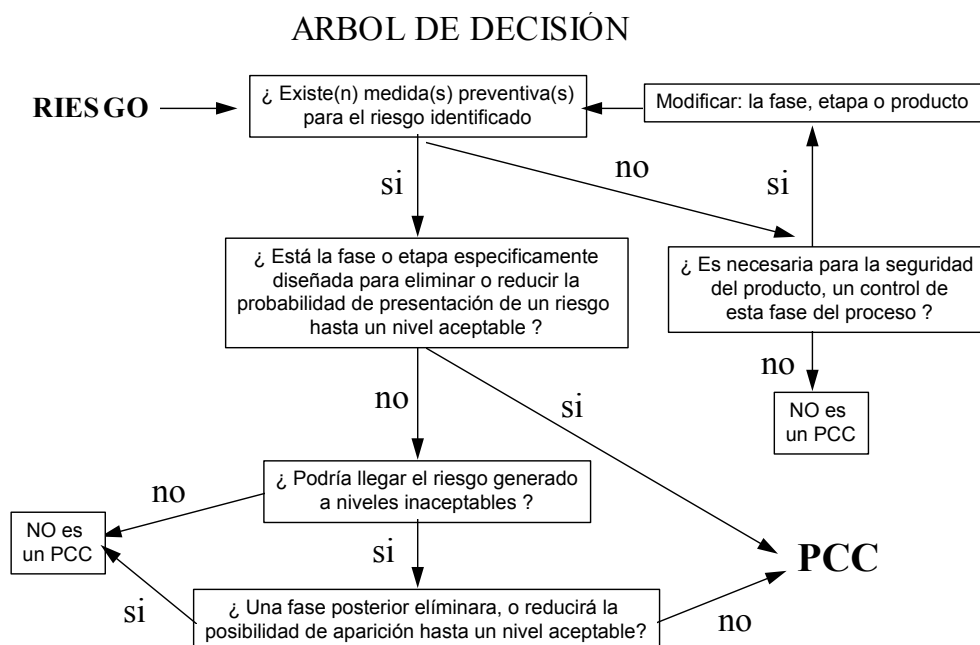 ARBOL DE DECISIÓN
RIESGO
¿ Existe(n) medida(s) preventiva(s)
para el riesgo identificado
Modificar: la fase, etapa o producto
si
no
si
¿ Está la fase o etapa especificamente
diseñada para eliminar o reducir la
probabilidad de presentación de un riesgo
hasta un nivel aceptable ?
¿ Es necesaria para la seguridad
del producto, un control de
esta fase del proceso ?
no
si
no
NO es
un PCC
¿ Podría llegar el riesgo generado
a niveles inaceptables ?
no
NO es
un PCC
si
PCC
si
¿ Una fase posterior elíminara, o reducirá la
posibilidad de aparición hasta un nivel aceptable?
no